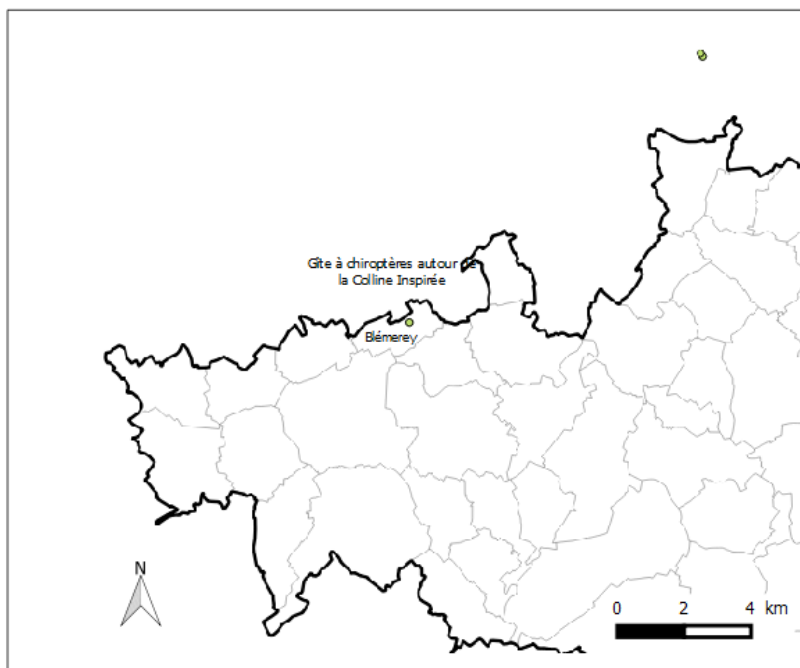 Gîte à chiroptères autour de
la Colline Inspirée
Blémerey
N
0 2 4 km